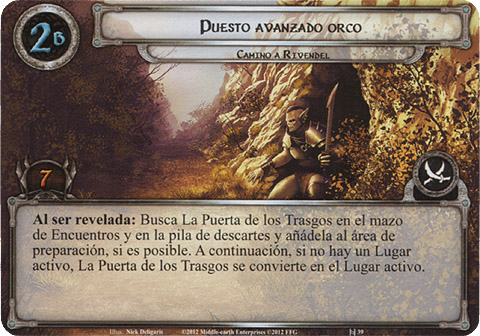 2B
Puesto avanzado orco
Camino a Rivendel
7
Al ser revelada: Busca La Puerta de los Trasgos en el mazo
de Encuentros y en la pila de descartes y añádela al área de
preparación, si es posible. A continuación, si no hay un Lugar
activo, La Puerta de los Trasgos se convierte en el Lugar activo.
Illus. Nick Deligaris ©2012 Middle-earth Enterprises ©2012 FFG 39